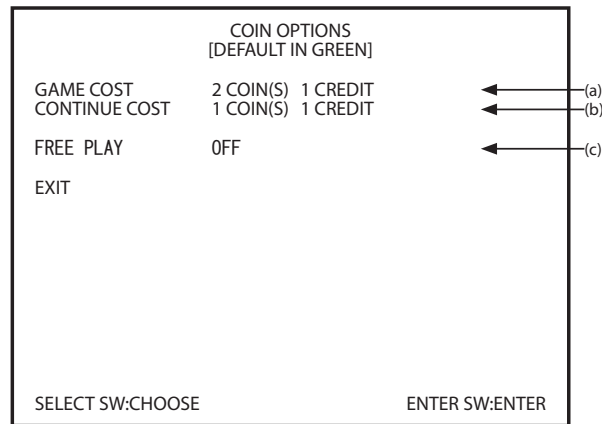 COIN OPTIONS
[DEFAULT IN GREEN]
GAME COST 2 COIN(S) 1 CREDIT (a)
CONTINUE COST 1 COIN(S) 1 CREDIT (b)
FREE PLAY OFF (c)
EXIT
SELECT SW:CHOOSE ENTER SW:ENTER